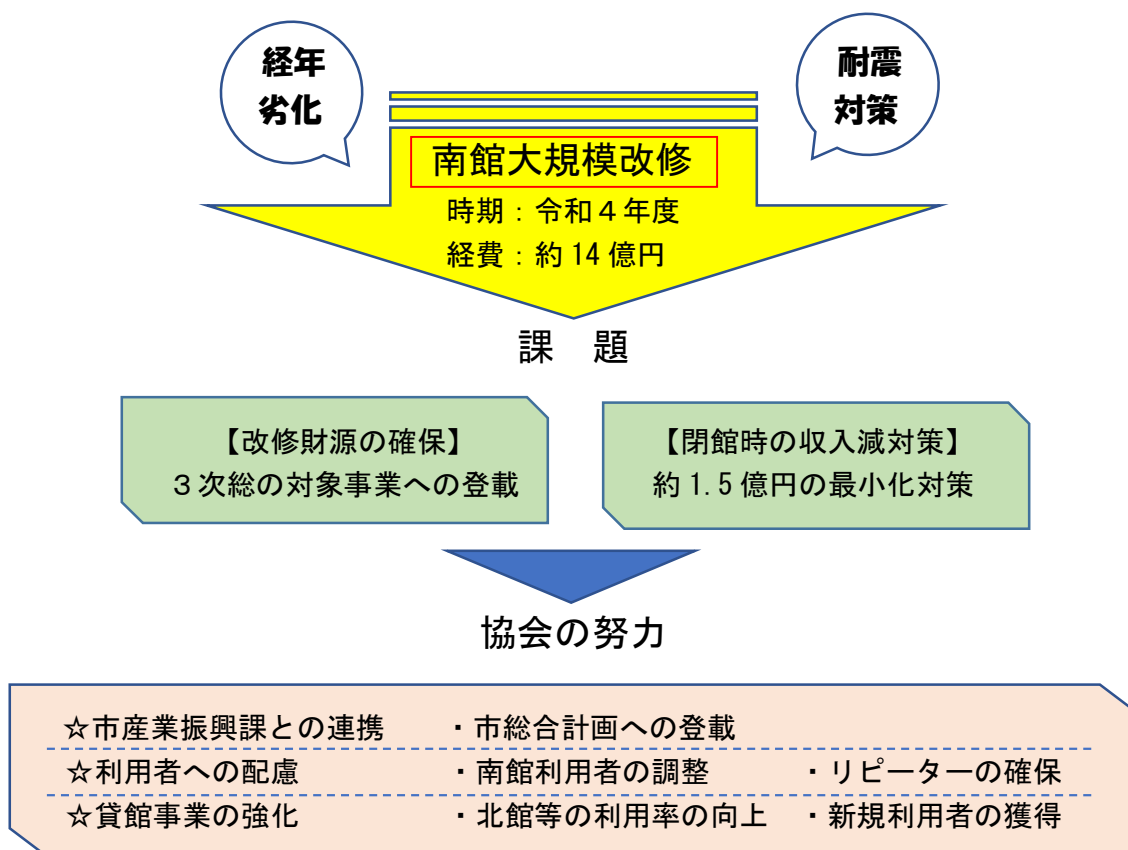 経年
劣化
耐震
対策
南館大規模改修
時期：令和４年度
経費：約14億円
課　題
【改修財源の確保】
３次総の対象事業への登載
【閉館時の収入減対策】
約1.5億円の最小化対策
協会の努力
☆市産業振興課との連携　・市総合計画への登載
☆利用者への配慮　・南館利用者の調整　・リピーターの確保
☆貸館事業の強化　・北館等の利用率の向上　・新規利用者の獲得